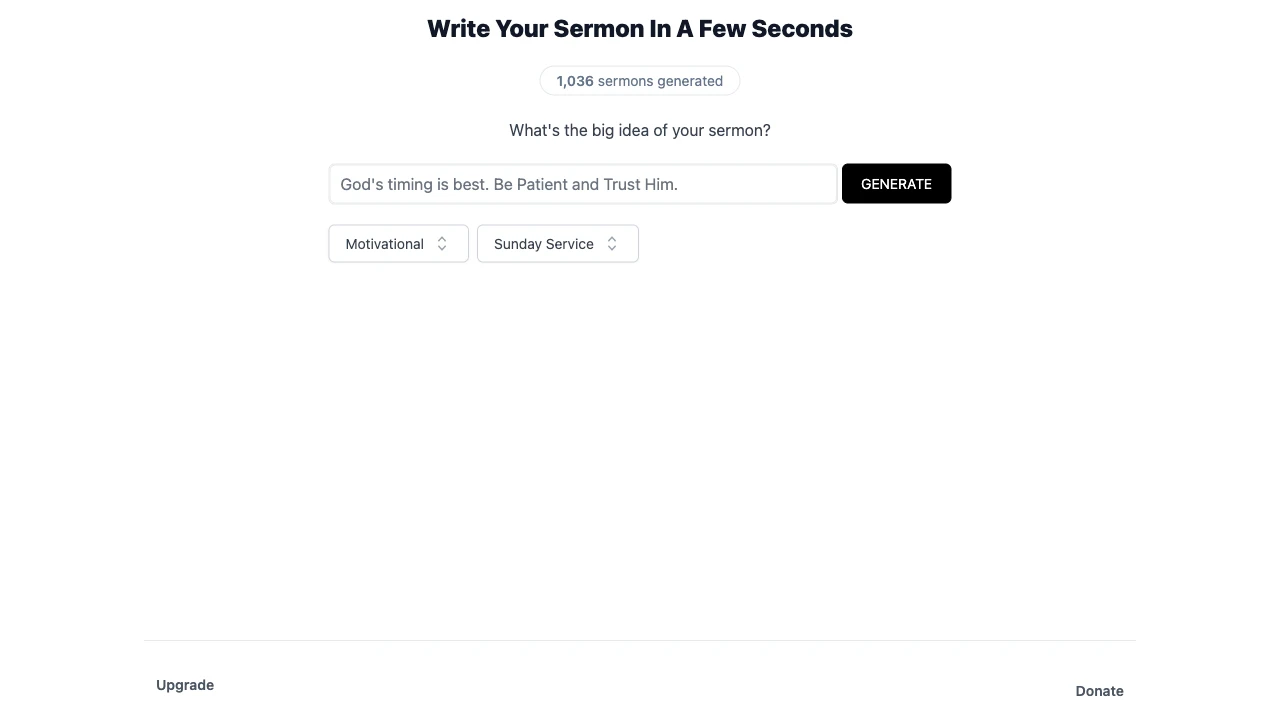 Write Your Sermon In A Few Seconds
1,036 sermons generated
What's the big idea of your sermon?
God's timing is best. Be Patient and Trust Him.
GENERATE
Motivational
Sunday Service
Upgrade
Donate